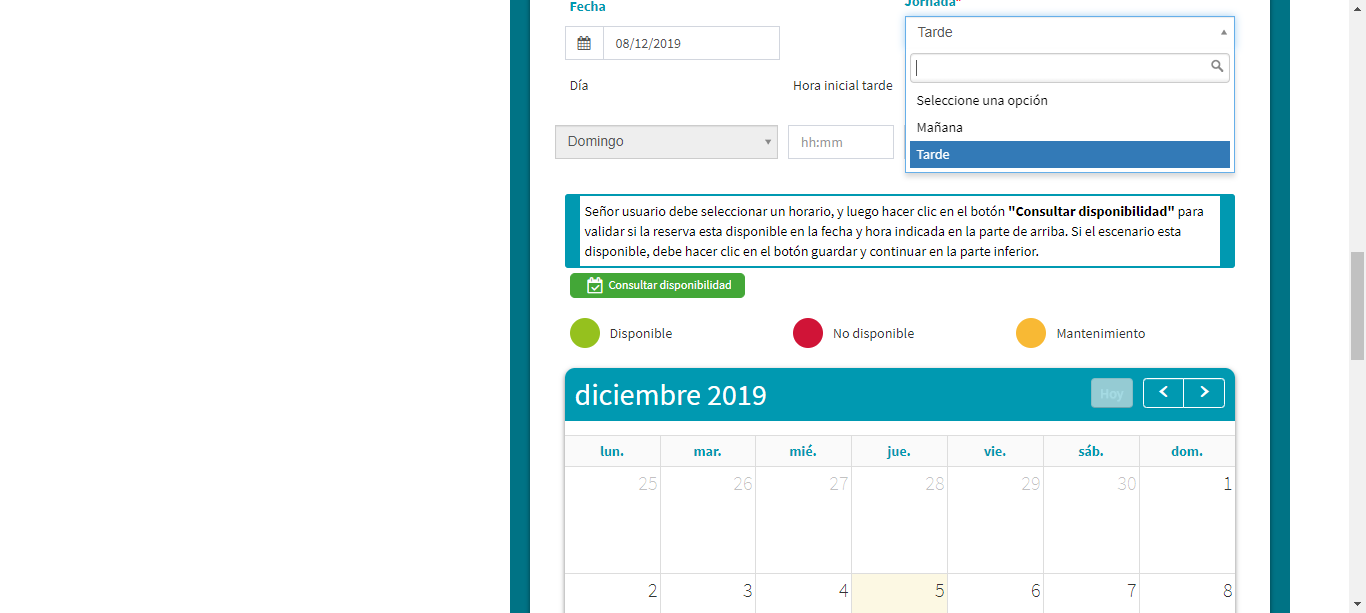 Fecha
Jornada*
08/12/2019
Tarde
Día
Hora inicial tarde
Seleccione una opción
Mañana
Domingo
hh:mm
Tarde
Señor usuario debe seleccionar un horario, y luego hacer clic en el botón "Consultar disponibilidad" para
validar si la reserva esta disponible en la fecha y hora indicada en la parte de arriba. Si el escenario esta
disponible, debe hacer clic en el botón guardar y continuar en la parte inferior.
Consultar disponibilidad
Disponible
No disponible
Mantenimiento
diciembre 2019
Hoy
lun. mar. mié. jue. vie. sáb. dom.
25 26 27 28 29 30 1
2 3 4 5 6 7 8